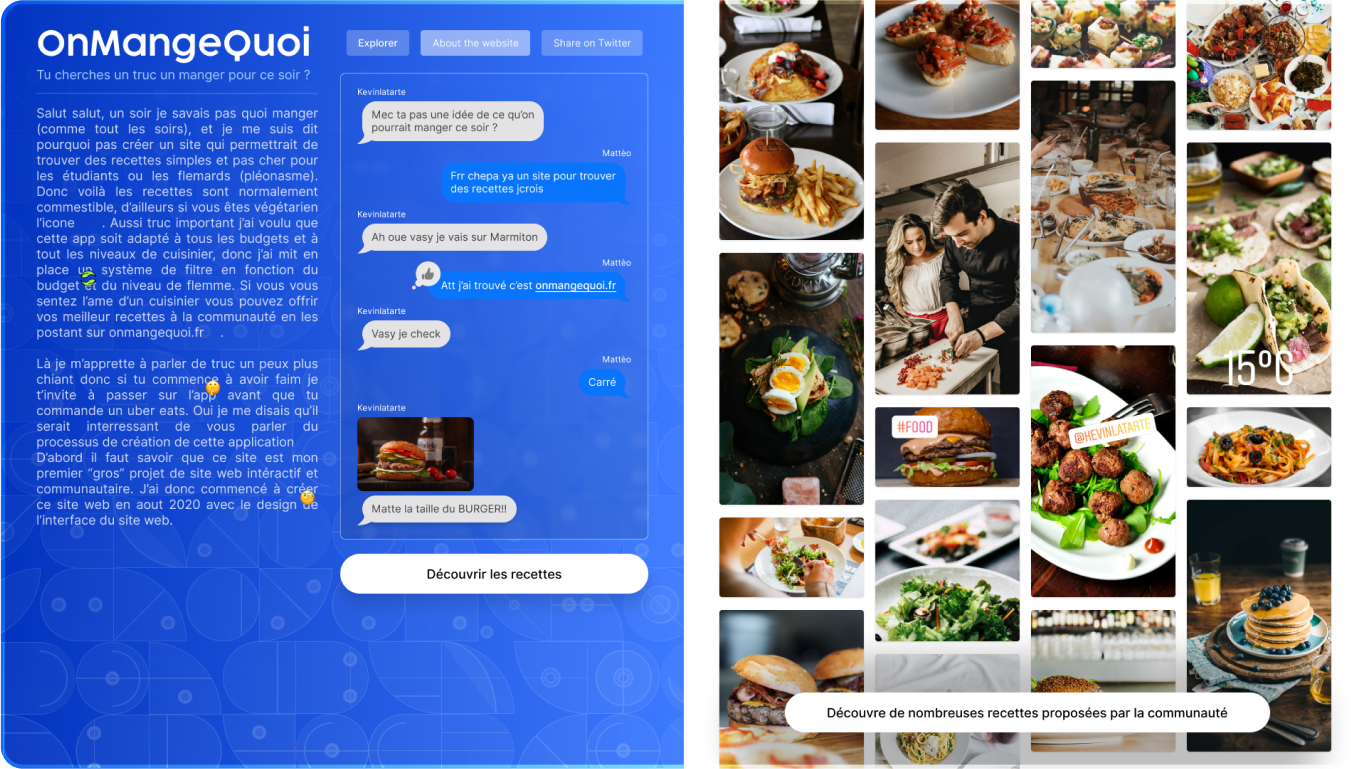 OnMangeQuoi
Tu cherches un truc un manger pour ce soir ?
Salut salut, un soir je savais pas quoi manger
(comme tout les soirs), et je me suis dit
pourquoi pas créer un site qui permettrait de
trouver des recettes simples et pas cher pour
les étudiants ou les flemards (pléonasme).
Donc voilà les recettes sont normalement
commestible, d'ailleurs si vous êtes végétarien
l'icone . Aussi truc important j'ai voulu que
cette app soit adapté à tous les budgets et à
tout les niveaux de cuisinier, donc j'ai mit en
place un système de filtre en fonction du
budget et du niveau de flemme. Si vous vous
sentez l'ame d'un cuisinier vous pouvez offrir
vos meilleur recettes à la communauté en les
postant sur onmangequoi.fr .
Là je m'apprette à parler de truc un peux plus
chiant donc si tu commence à avoir faim je
t'invite à passer sur l'app avant que tu
commande un uber eats. Oui je me disais qu'il
serait interressant de vous parler du
processus de création de cette application
D'abord il faut savoir que ce site est mon
premier "gros" projet de site web intéractif et
communautaire. J'ai donc commencé à créer
ce site web en aout 2020 avec le design de
l'interface du site web.
Explorer
About the website
Share on Twitter
Kevinlatarte
Mec ta pas une idée de ce qu'on
pourrait manger ce soir ?
Mattèo
Frr chepa ya un site pour trouver
des recettes jcrois
Kevinlatarte
Ah oue vasy je vais sur Marmiton
Mattèo
Att j'ai trouvé c'est onmangequoi.fr
Kevinlatarte
Vasy je check
Mattèo
Carré
Kevinlatarte
Matte la taille du BURGER!!
Découvrir les recettes
#FOOD
@KEVINLATARTE
15°C
Découvre de nombreuses recettes proposées par la communauté